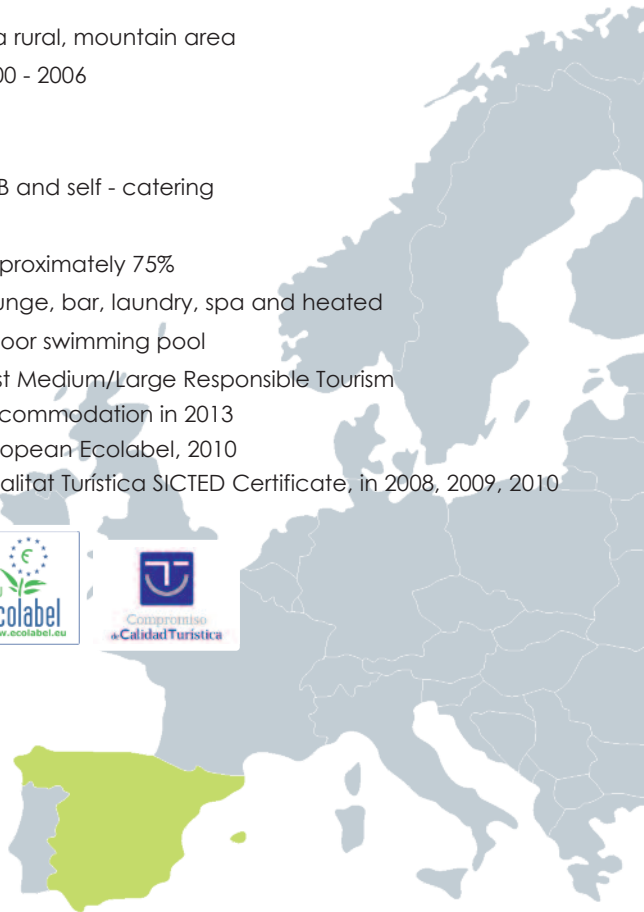 a rural, mountain area
00 - 2006
B and self - catering
proximately 75%
unge, bar, laundry, spa and heated
oor swimming pool
st Medium/Large Responsible Tourism
commodation in 2013
ropean Ecolabel, 2010
alitat Turística SICTED Certificate, in 2008, 2009, 2010
colabel
w.ecolabel.eu
Compromiso
de Calidad Turística